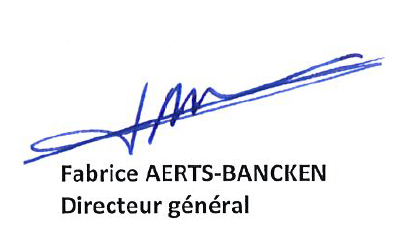 Fabrice AERTS-BANCKEN
Directeur général